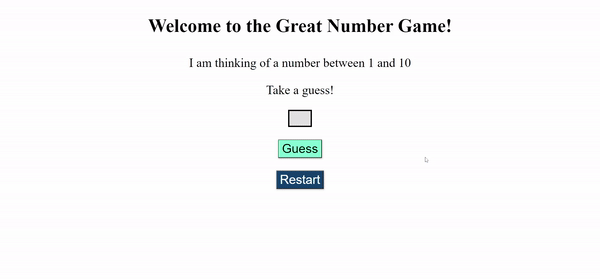 Welcome to the Great Number Game!
I am thinking of a number between 1 and 10
Take a guess!
Guess
Restart